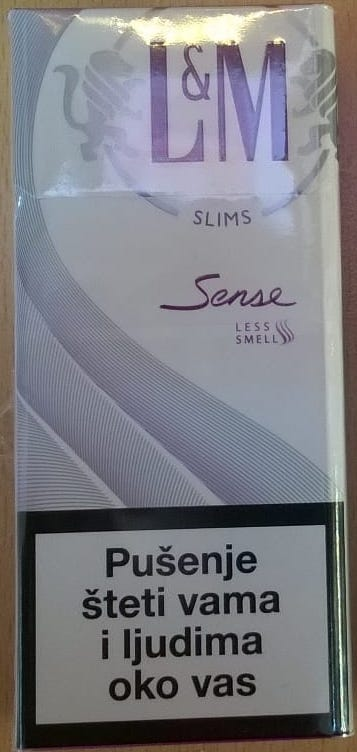 L&M
SLIMS
Sense
LESS
SMELL
Pušenje
šteti vama
i ljudima
oko vas